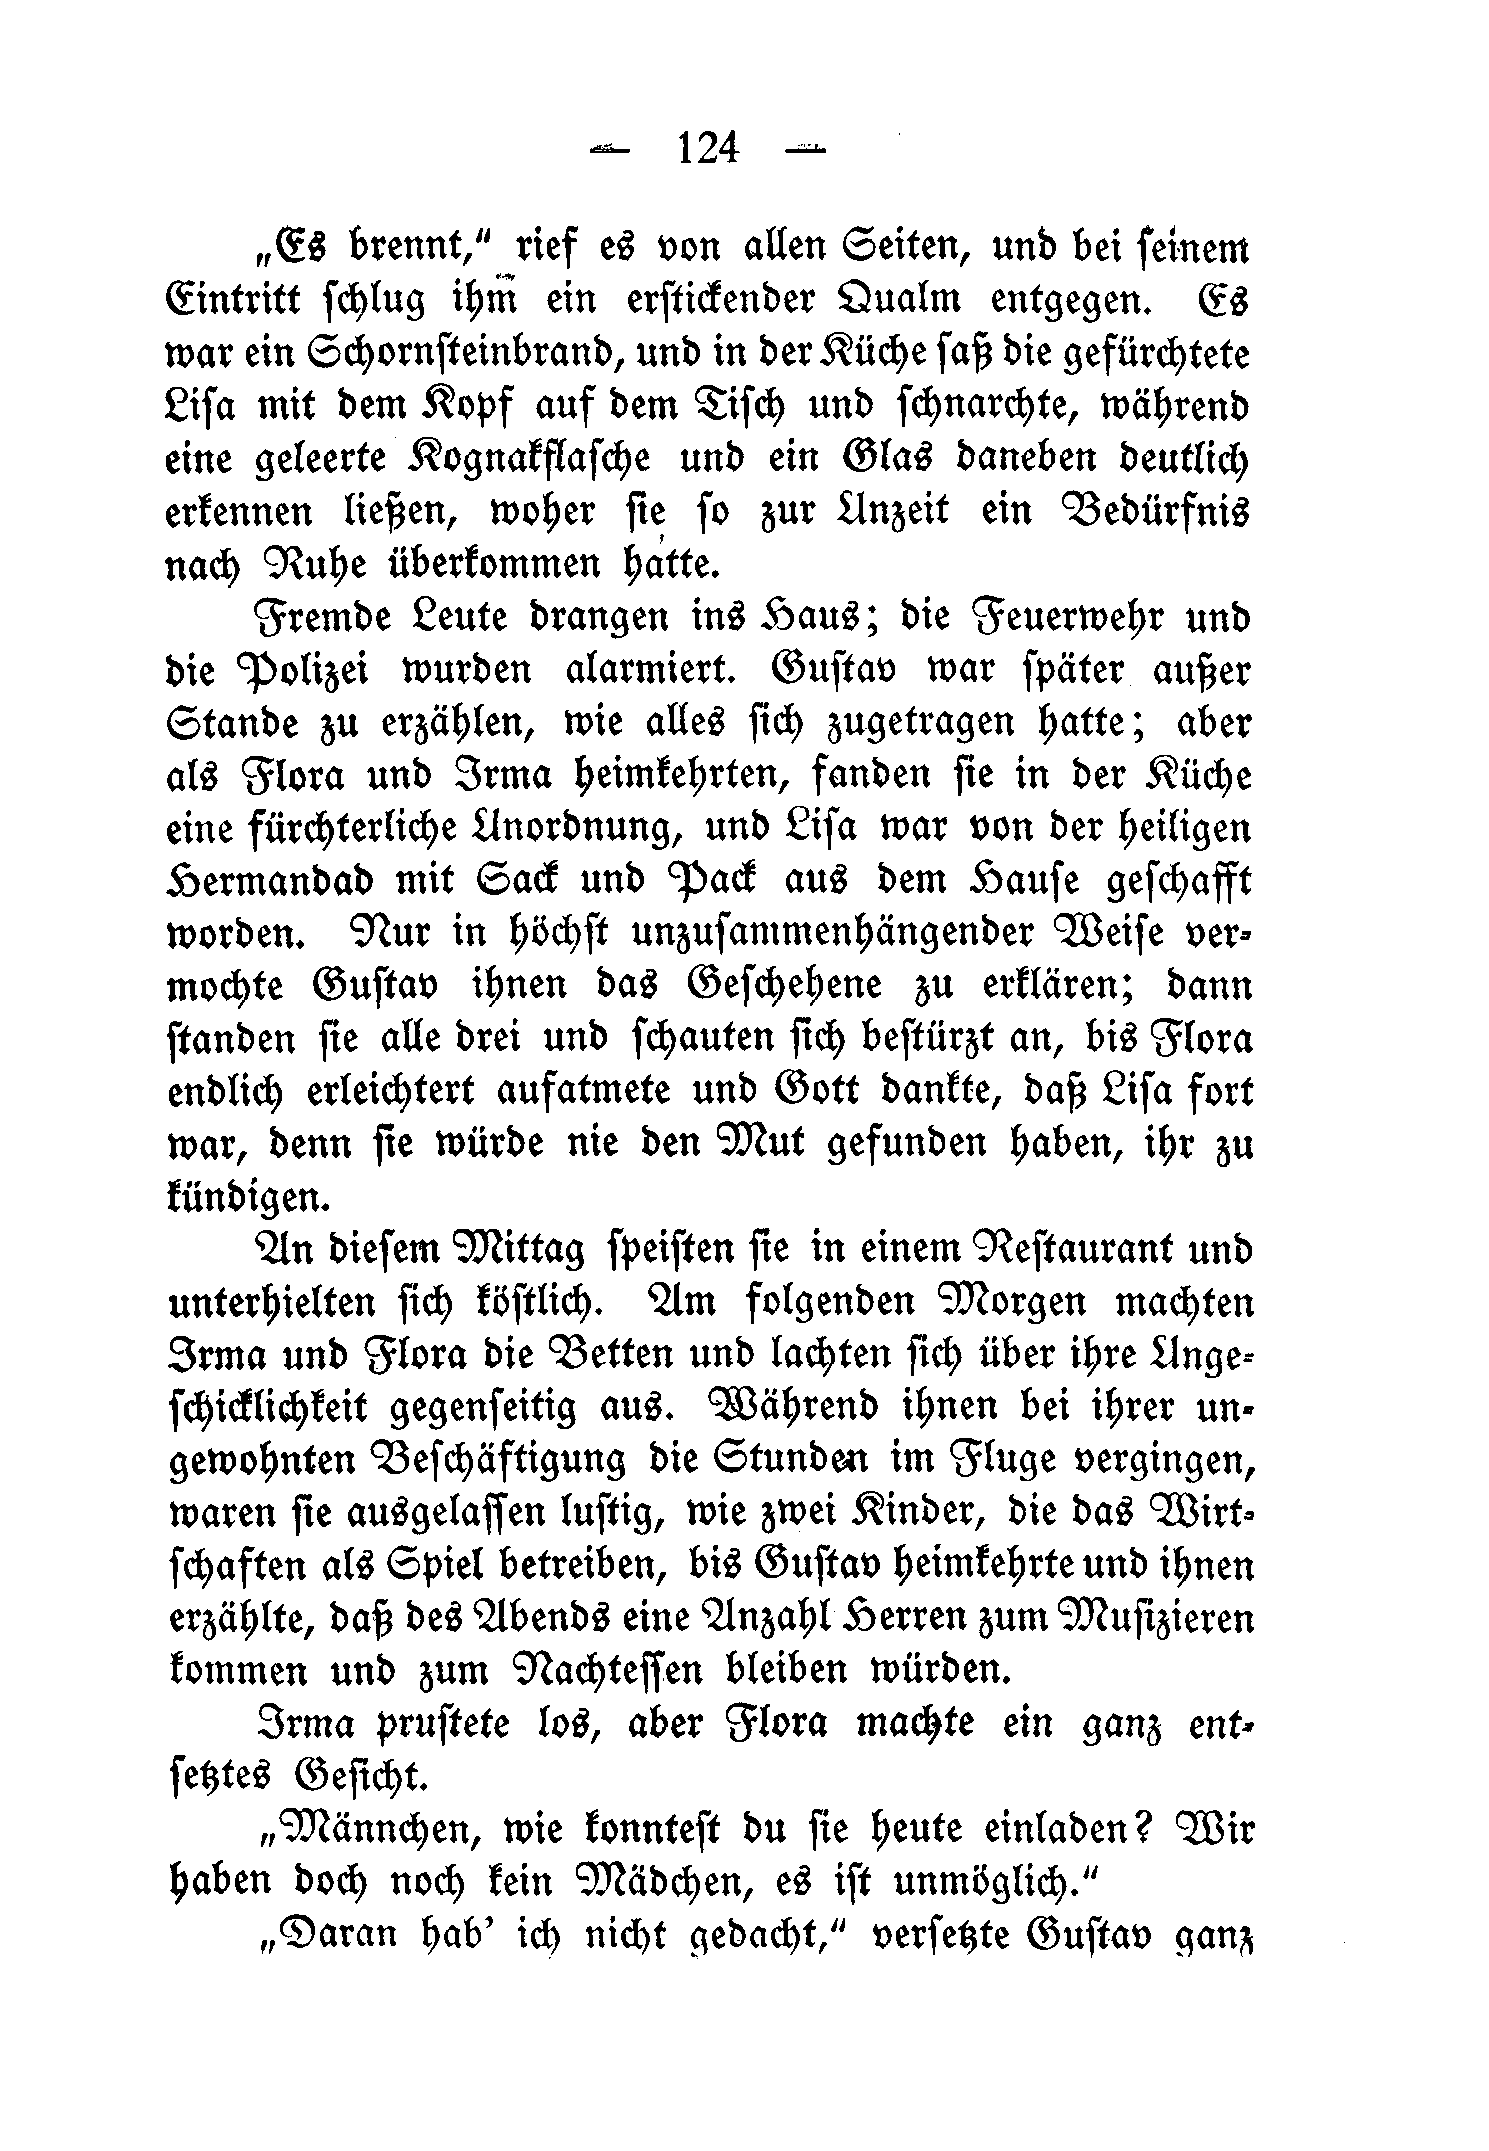 — 124 —
„Es brennt,“ rief es von allen Seiten, und bei seinem
Eintritt schlug ihm ein erstickender Qualm entgegen. Es
war ein Schornsteinbrand, und in der Küche saß die gefürchtete
Lisa mit dem Kopf auf dem Tisch und schnarchte, während
eine geleerte Kognakflasche und ein Glas daneben deutlich
erkennen ließen, woher sie so zur Unzeit ein Bedürfnis
nach Ruhe überkommen hatte.
Fremde Leute drangen ins Haus; die Feuerwehr und
die Polizei wurden alarmiert. Gustav war später außer
Stande zu erzählen, wie alles sich zugetragen hatte; aber
als Flora und Irma heimkehrten, fanden sie in der Küche
eine fürchterliche Unordnung, und Lisa war von der heiligen
Hermandad mit Sack und Pack aus dem Hause geschafft
worden. Nur in höchst unzusammenhängender Weise ver-
mochte Gustav ihnen das Geschehene zu erklären; dann
standen sie alle drei und schauten sich bestürzt an, bis Flora
endlich erleichtert aufatmete und Gott dankte, daß Lisa fort
war, denn sie würde nie den Mut gefunden haben, ihr zu
kündigen.
An diesem Mittag speisten sie in einem Restaurant und
unterhielten sich köstlich. Am folgenden Morgen machten
Irma und Flora die Betten und lachten sich über ihre Unge-
schicklichkeit gegenseitig aus. Während ihnen bei ihrer un-
gewohnten Beschäftigung die Stunden im Fluge vergingen,
waren sie ausgelassen lustig, wie zwei Kinder, die das Wirt-
schaften als Spiel betreiben, bis Gustav heimkehrte und ihnen
erzählte, daß des Abends eine Anzahl Herren zum Musizieren
kommen und zum Nachtessen bleiben würden.
Irma prustete los, aber Flora machte ein ganz ent-
setztes Gesicht.
„Männchen, wie konntest du sie heute einladen? Wir
haben doch noch kein Mädchen, es ist unmöglich.“
„Daran hab’ ich nicht gedacht,“ versetzte Gustav ganz